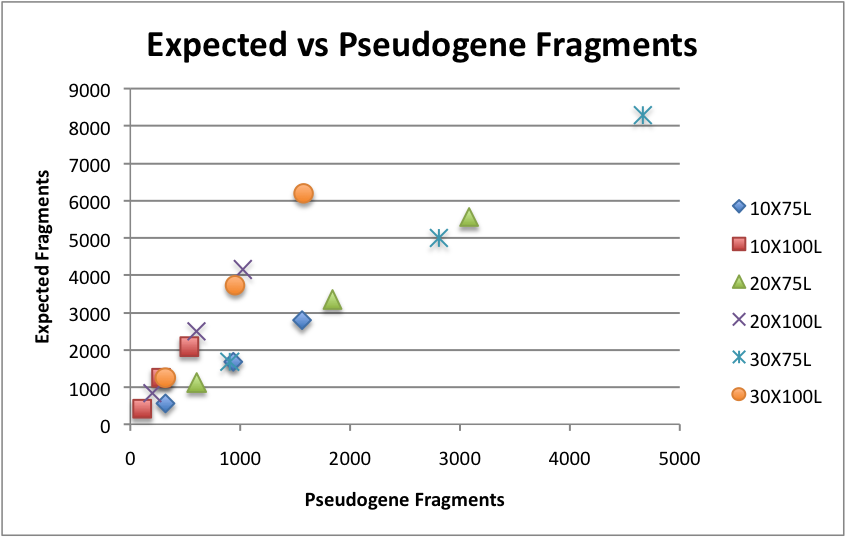 Expected vs Pseudogene Fragments
9000
8000
7000
6000
5000
4000
3000
2000
1000
0
Expected Fragments
0 1000 2000 3000 4000 5000
Pseudogene Fragments
10X75L
10X100L
20X75L
20X100L
30X75L
30X100L